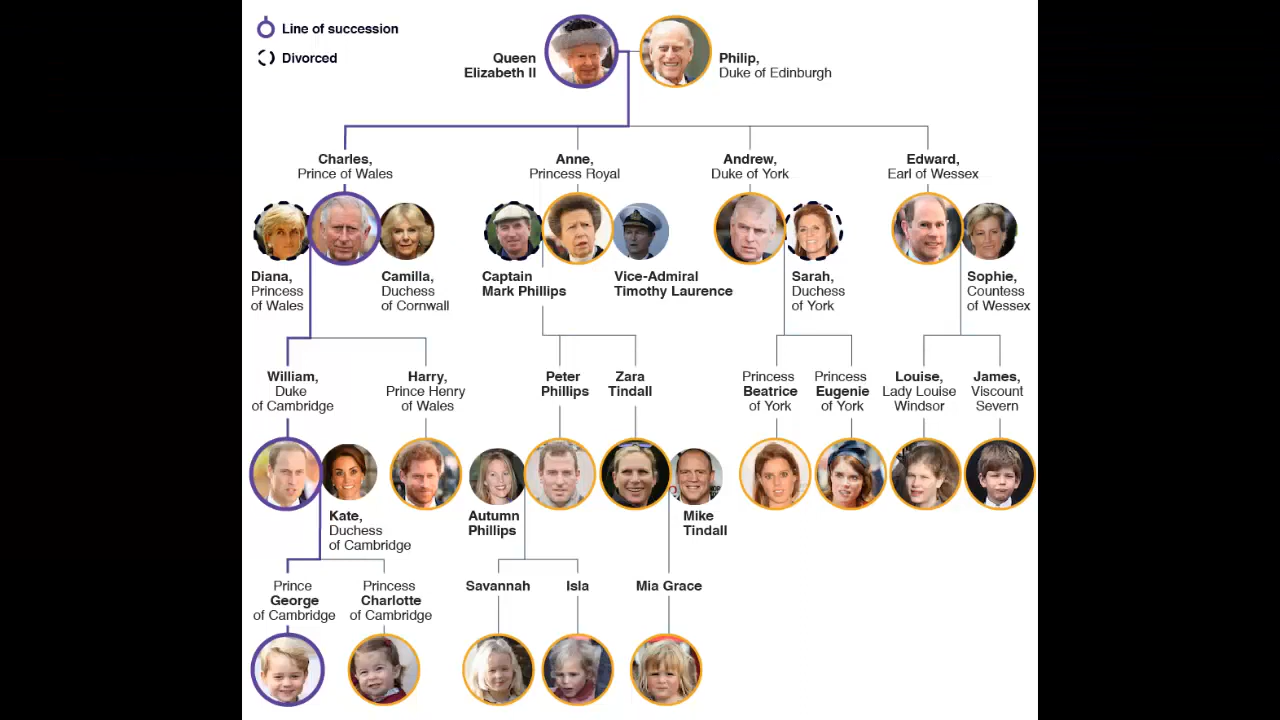 Line of succession
Divorced
Queen
Elizabeth II
Philip,
Duke of Edinburgh
Charles,
Prince of Wales
Anne,
Princess Royal
Andrew,
Duke of York
Edward,
Earl of Wessex
Diana,
Princess
of Wales
Camilla,
Duchess
of Cornwall
Captain
Mark Phillips
Vice-Admiral
Timothy Laurence
Sarah,
Duchess
of York
Sophie,
Countess
of Wessex
William,
Duke
of Cambridge
Harry,
Prince Henry
of Wales
Peter
Phillips
Zara
Tindall
Princess
Beatrice
of York
Princess
Eugenie
of York
Louise,
Lady Louise
Windsor
James,
Viscount
Severn
Kate,
Duchess
of Cambridge
Autumn
Phillips
Mike
Tindall
Prince
George
of Cambridge
Princess
Charlotte
of Cambridge
Savannah
Isla
Mia Grace